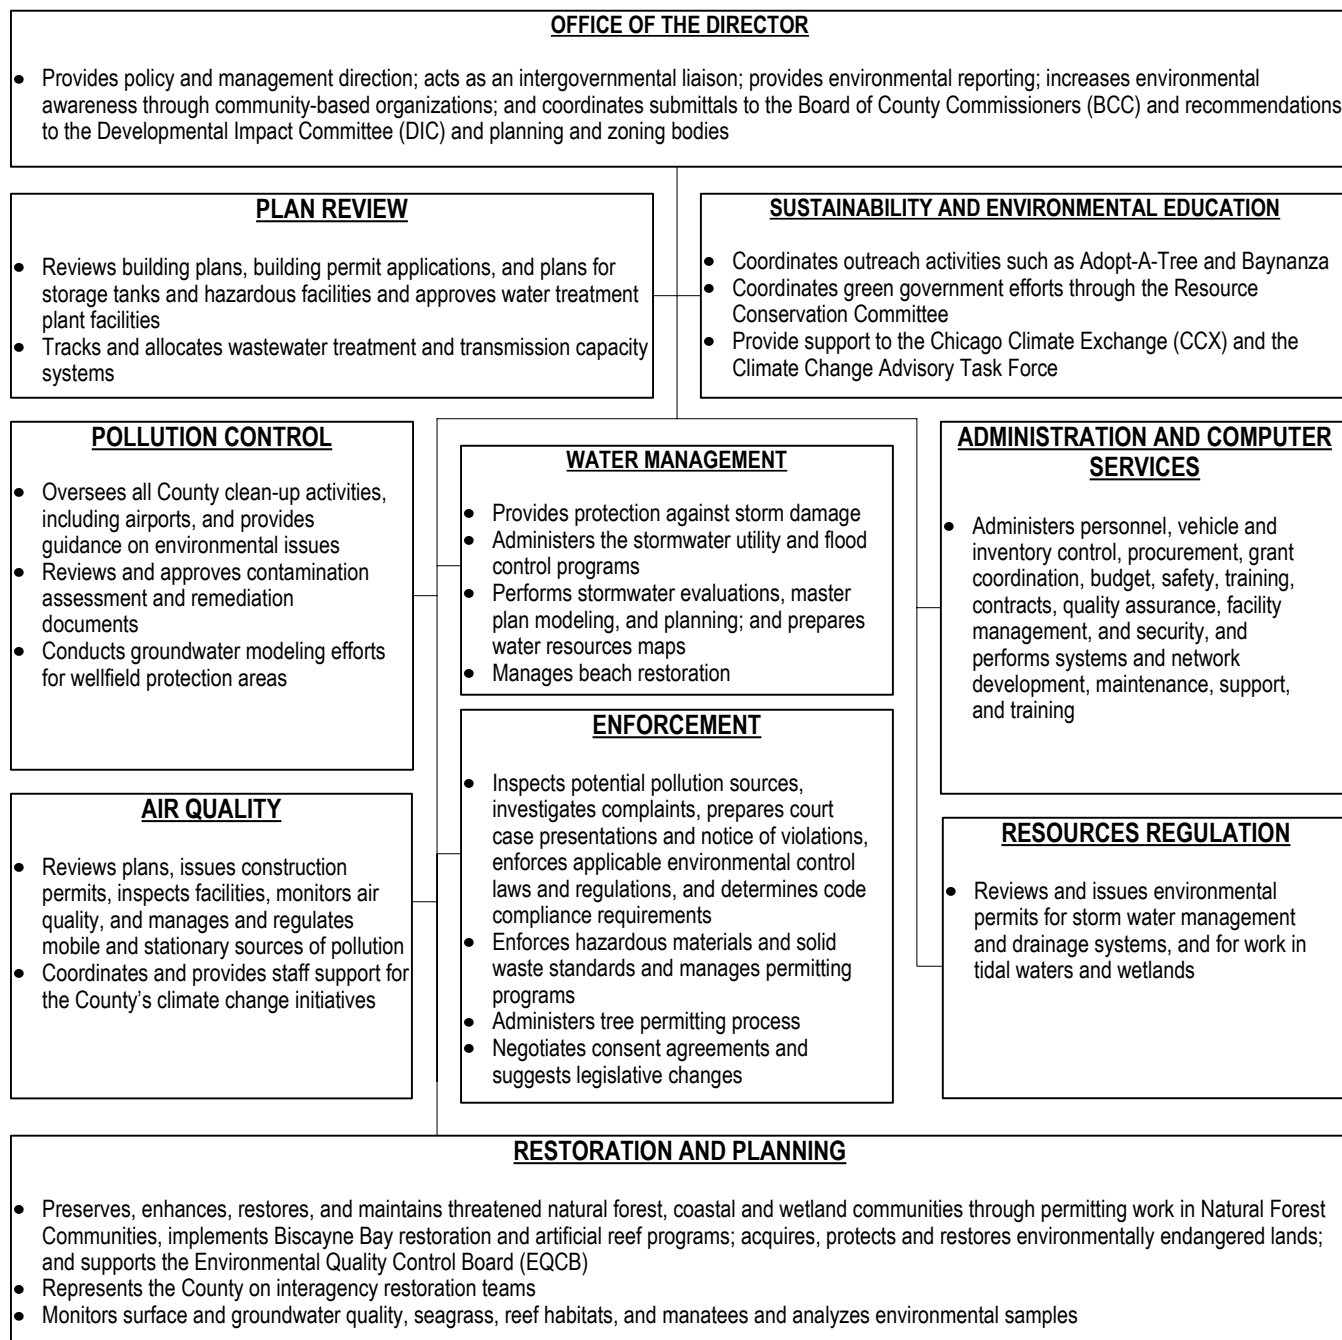 OFFICE OF THE DIRECTOR
• Provides policy and management direction; acts as an intergovernmental liaison; provides environmental reporting; increases environmental
awareness through community-based organizations; and coordinates submittals to the Board of County Commissioners (BCC) and recommendations
to the Developmental Impact Committee (DIC) and planning and zoning bodies
PLAN REVIEW
• Reviews building plans, building permit applications, and plans for
storage tanks and hazardous facilities and approves water treatment
plant facilities
• Tracks and allocates wastewater treatment and transmission capacity
systems
SUSTAINABILITY AND ENVIRONMENTAL EDUCATION
• Coordinates outreach activities such as Adopt-A-Tree and Baynanza
• Coordinates green government efforts through the Resource
Conservation Committee
• Provide support to the Chicago Climate Exchange (CCX) and the
Climate Change Advisory Task Force
POLLUTION CONTROL
• Oversees all County clean-up activities,
including airports, and provides
guidance on environmental issues
• Reviews and approves contamination
assessment and remediation
documents
• Conducts groundwater modeling efforts
for wellfield protection areas
WATER MANAGEMENT
• Provides protection against storm damage
• Administers the stormwater utility and flood
control programs
• Performs stormwater evaluations, master
plan modeling, and planning; and prepares
water resources maps
• Manages beach restoration
ADMINISTRATION AND COMPUTER
SERVICES
• Administers personnel, vehicle and
inventory control, procurement, grant
coordination, budget, safety, training,
contracts, quality assurance, facility
management, and security, and
performs systems and network
development, maintenance, support,
and training
AIR QUALITY
• Reviews plans, issues construction
permits, inspects facilities, monitors air
quality, and manages and regulates
mobile and stationary sources of pollution
• Coordinates and provides staff support for
the County’s climate change initiatives
ENFORCEMENT
• Inspects potential pollution sources,
investigates complaints, prepares court
case presentations and notice of violations,
enforces applicable environmental control
laws and regulations, and determines code
compliance requirements
• Enforces hazardous materials and solid
waste standards and manages permitting
programs
• Administers tree permitting process
• Negotiates consent agreements and
suggests legislative changes
RESOURCES REGULATION
• Reviews and issues environmental
permits for storm water management
and drainage systems, and for work in
tidal waters and wetlands
RESTORATION AND PLANNING
• Preserves, enhances, restores, and maintains threatened natural forest, coastal and wetland communities through permitting work in Natural Forest
Communities, implements Biscayne Bay restoration and artificial reef programs; acquires, protects and restores environmentally endangered lands;
and supports the Environmental Quality Control Board (EQCB)
• Represents the County on interagency restoration teams
• Monitors surface and groundwater quality, seagrass, reef habitats, and manatees and analyzes environmental samples